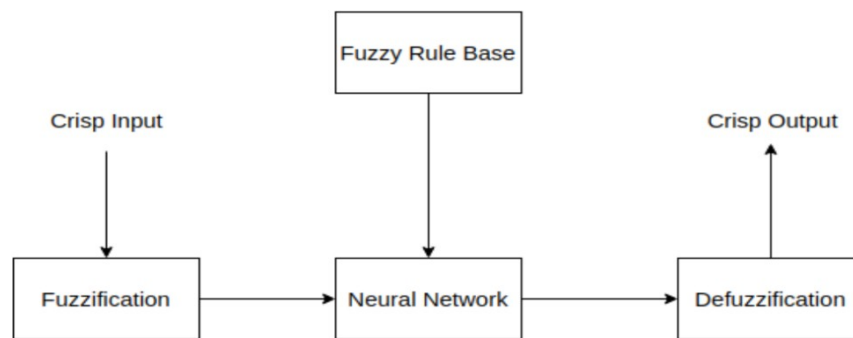 Fuzzy Rule Base
Crisp Input
Crisp Output
Fuzzification
Neural Network
Defuzzification